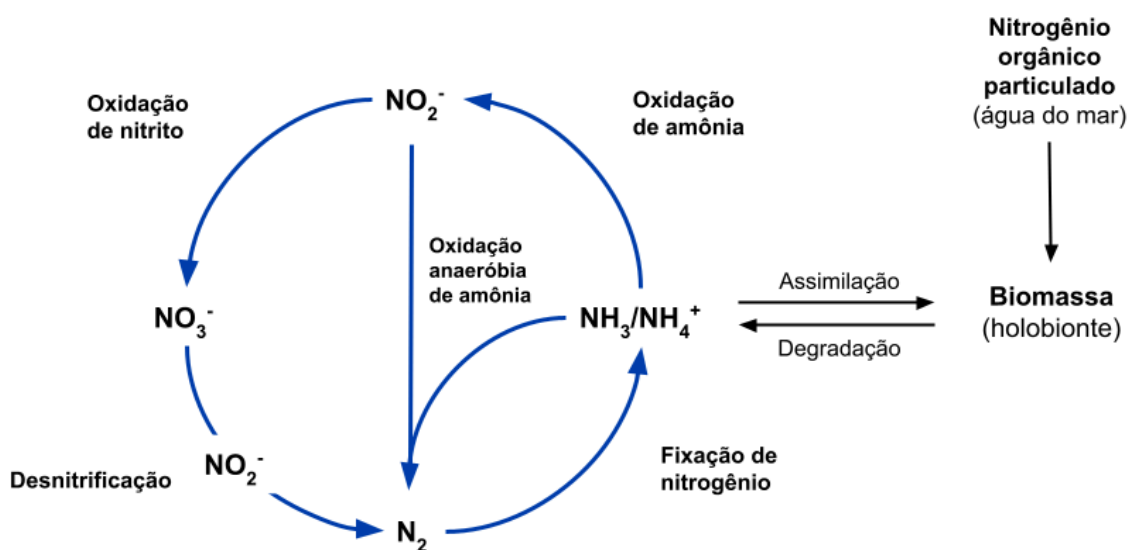 Nitrogênio
orgânico
particulado
(água do mar)
Oxidação
de nitrito
NO₂⁻
Oxidação
de amônia
Oxidação
anaeróbia
de amônia
Assimilação
NO₃⁻
NH₃/NH₄⁺
Biomassa
(holobionte)
Degradação
Desnitrificação
NO₂⁻
Fixação de
nitrogênio
N₂